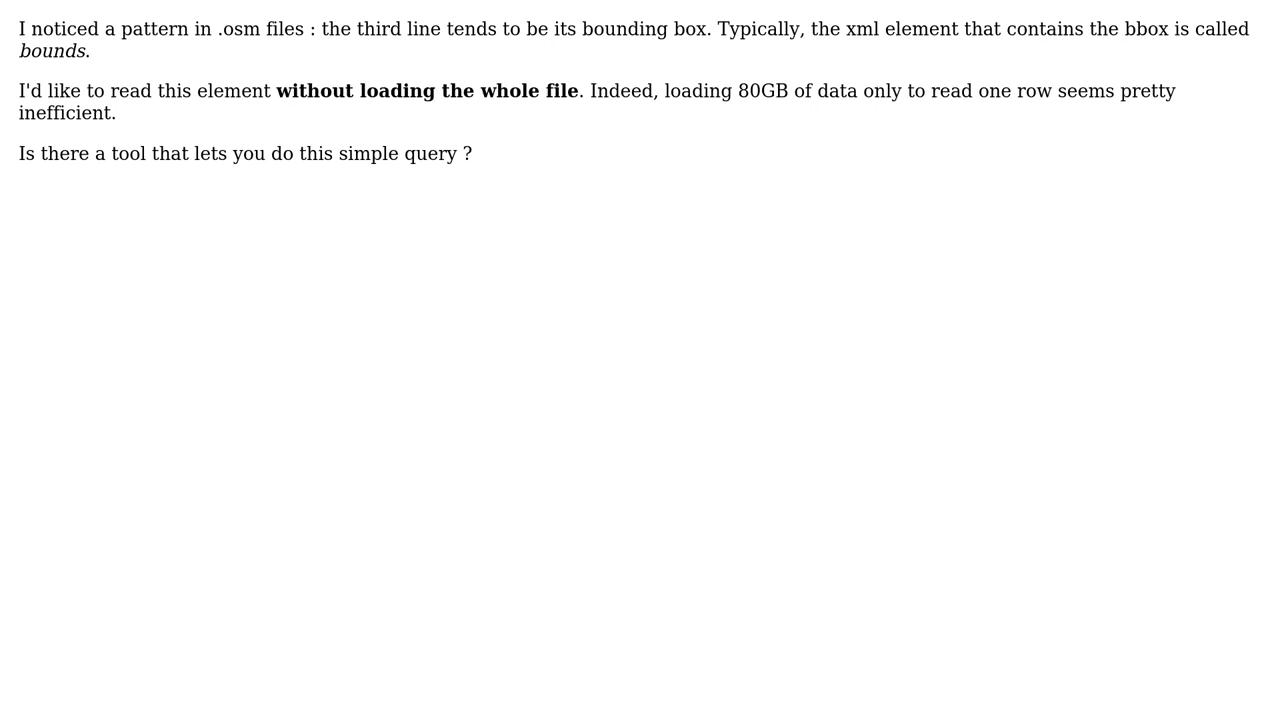 I noticed a pattern in .osm files : the third line tends to be its bounding box. Typically, the xml element that contains the bbox is called
bounds.
I'd like to read this element without loading the whole file. Indeed, loading 80GB of data only to read one row seems pretty
inefficient.
Is there a tool that lets you do this simple query ?